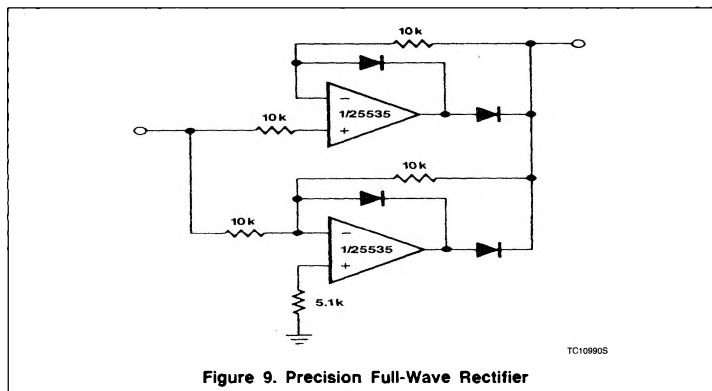 10k
1/25535
10k
10k
10k
1/25535
5.1k
TC10990S
Figure 9. Precision Full-Wave Rectifier